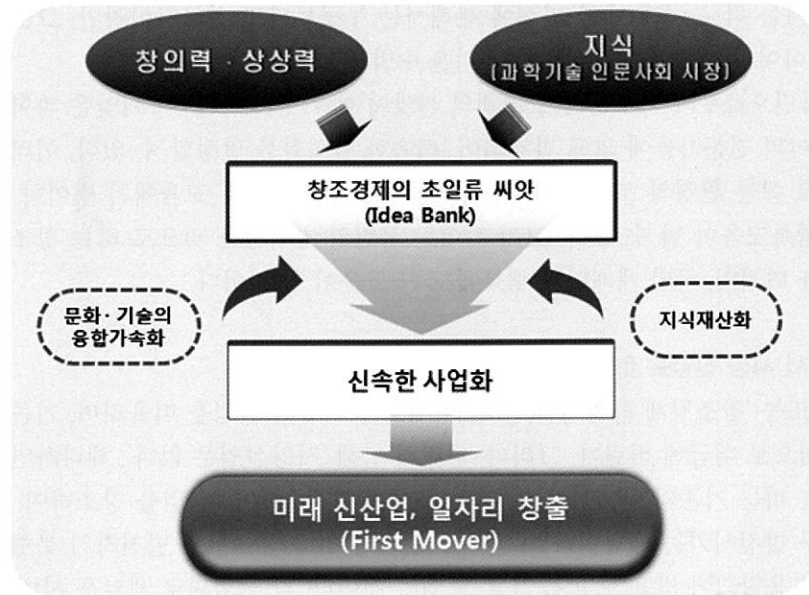 창의력 · 상상력
지식
(과학기술 인문사회 시장)
창조경제의 초일류 씨앗
(Idea Bank)
문화· 기술의
융합가속화
지식재산화
신속한 사업화
미래 신산업, 일자리 창출
(First Mover)